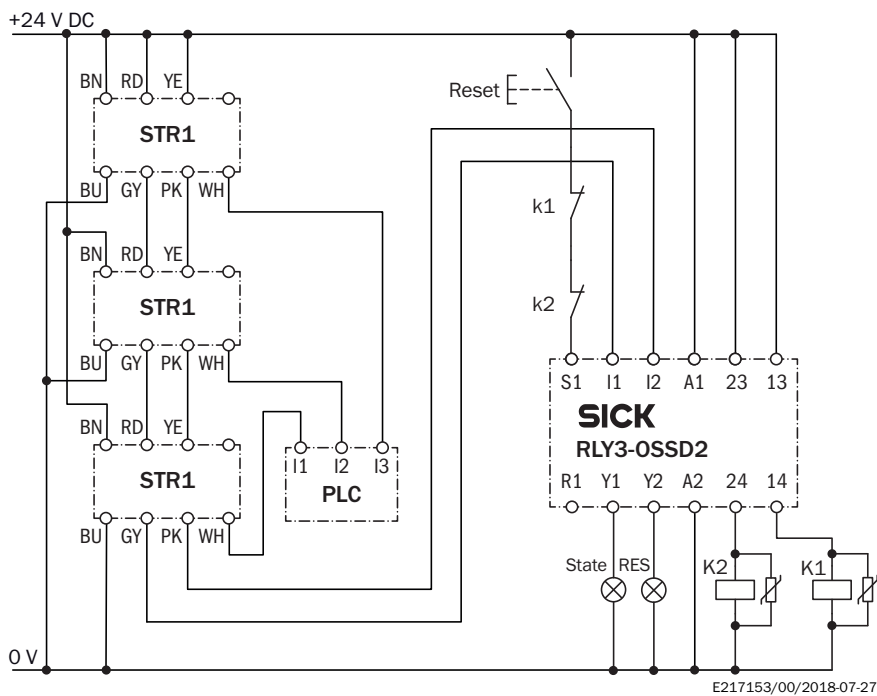 +24 V DC
BN RD YE
STR1
BU GY PK WH
BN RD YE
STR1
BU GY PK WH
BN RD YE
STR1
BU GY PK WH
I1 I2 I3
PLC
Reset
k1
k2
S1 I1 I2 A1 23 13
SICK
RLY3-OSSD2
R1 Y1 Y2 A2 24 14
State RES K2 K1
0 V
E217153/00/2018-07-27